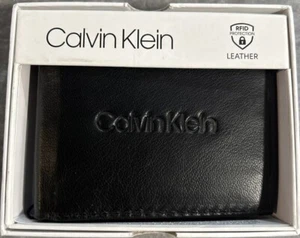 Calvin Klein
RFID
PROTECTION
LEATHER
Calvin Klein